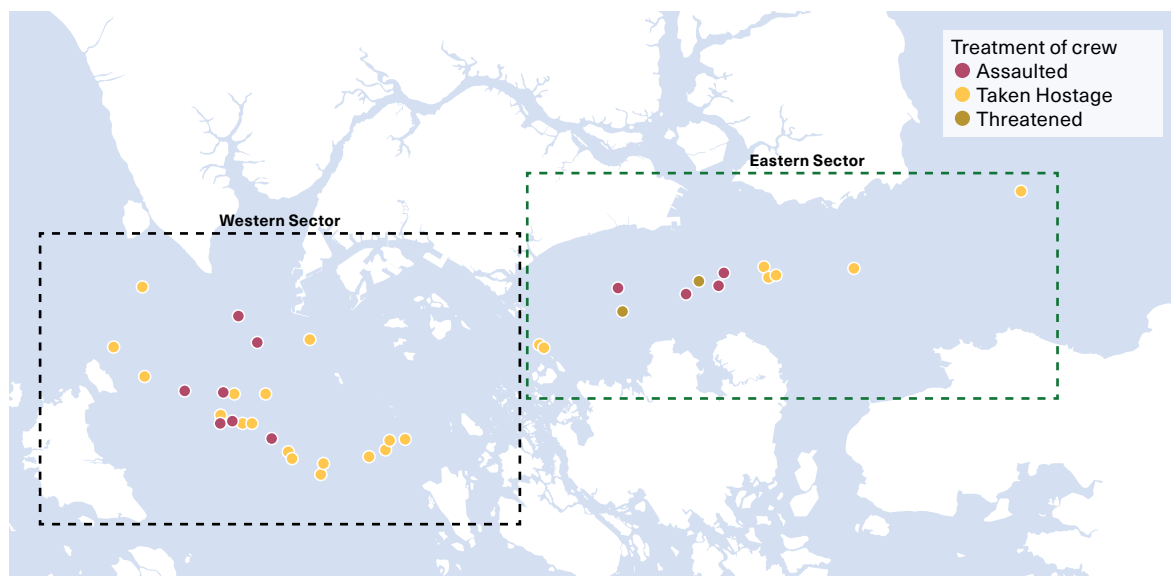 Treatment of crew
Assaulted
Taken Hostage
Threatened
Eastern Sector
Western Sector